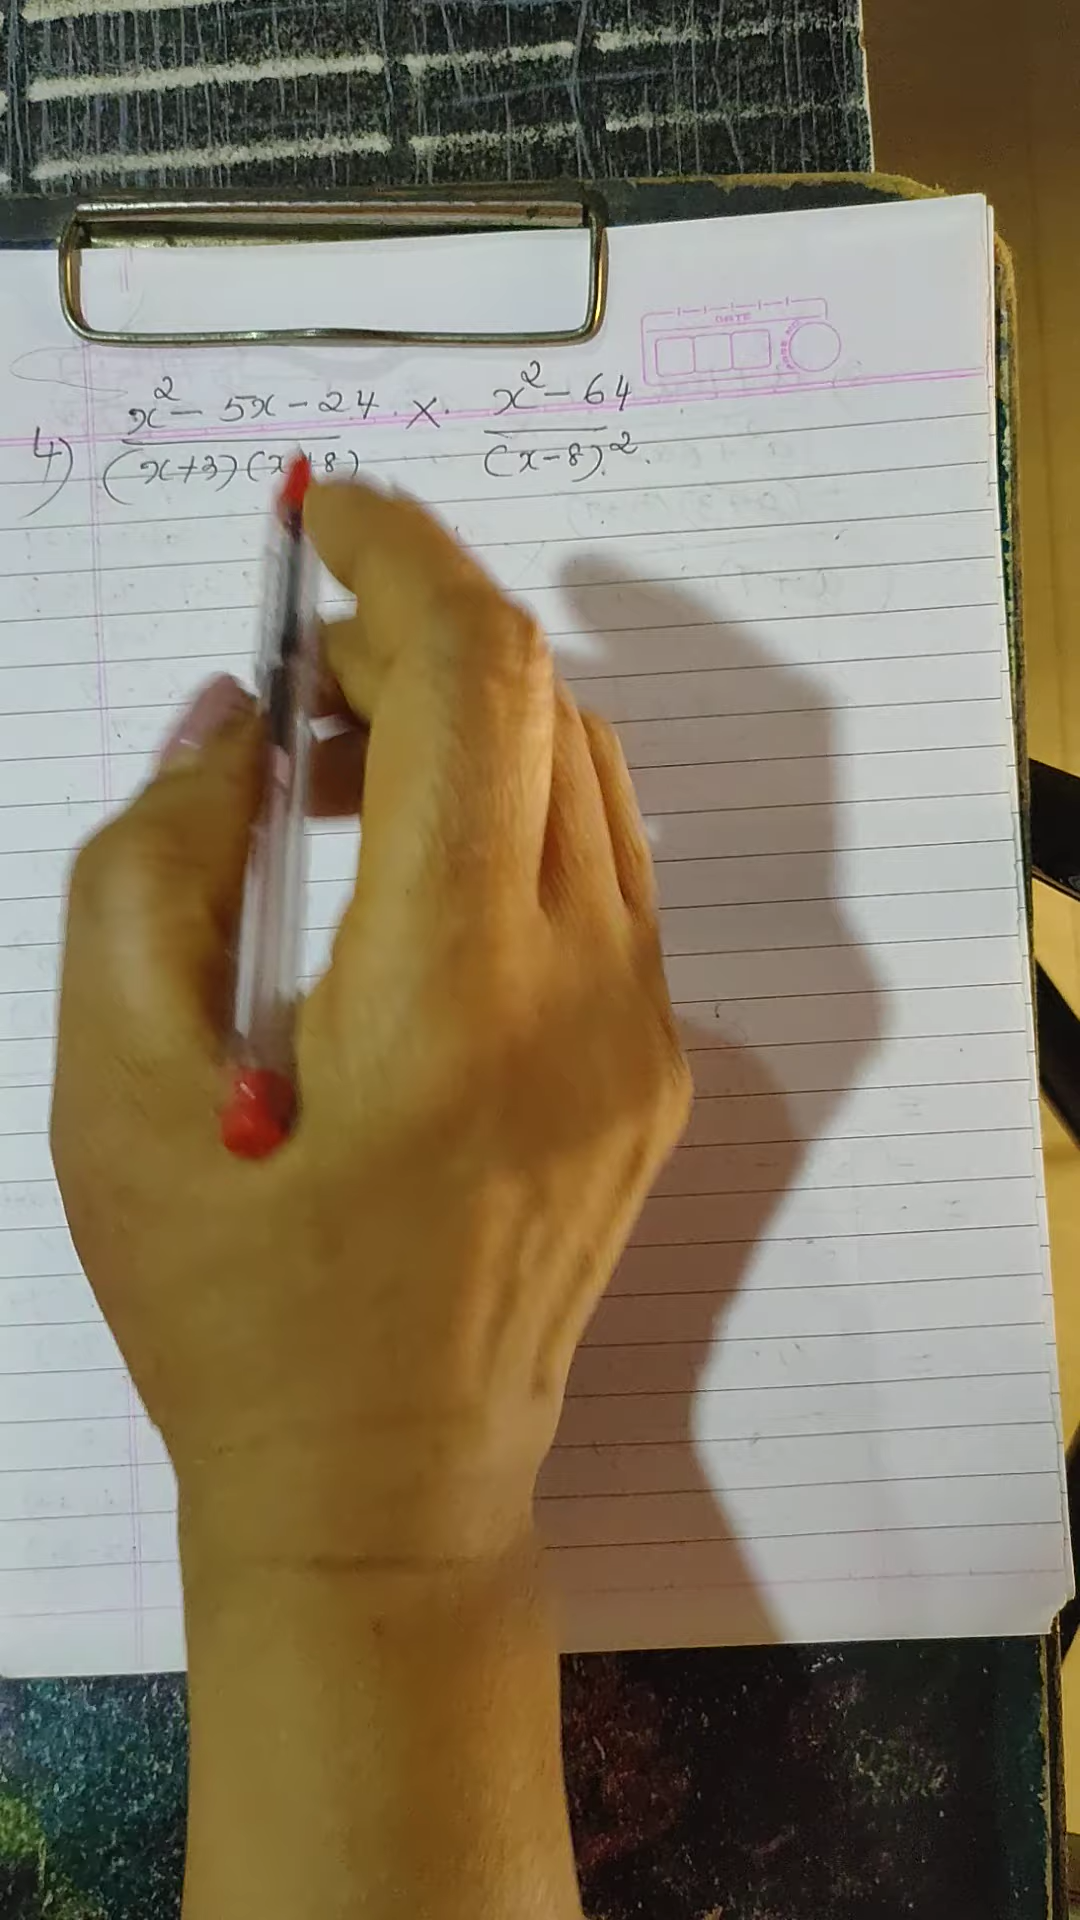 4) x² - 5x - 24 / (x+3)(x+8) × x² - 64 / (x-8)².
DATE